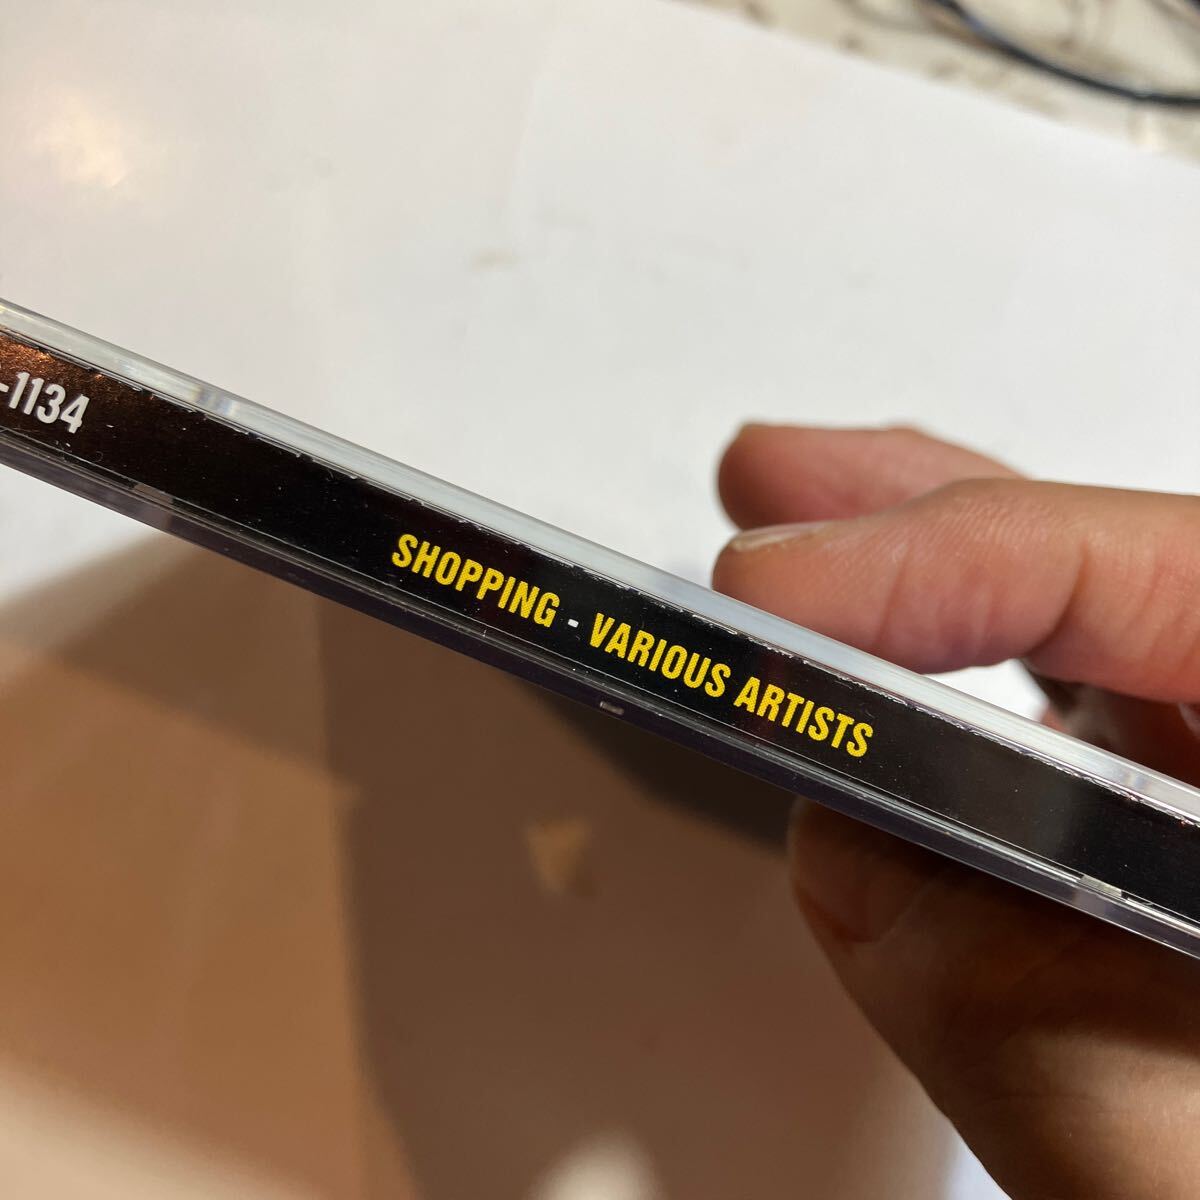 -1134
SHOPPING - VARIOUS ARTISTS